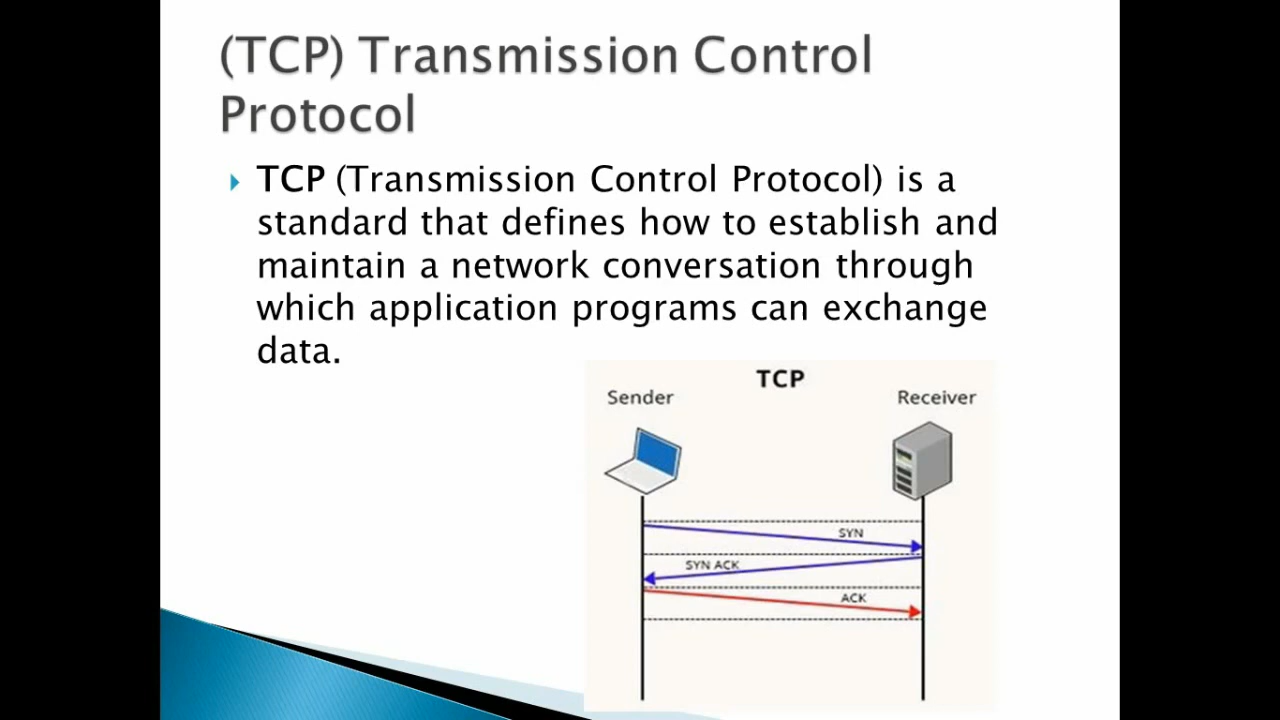 (TCP) Transmission Control
Protocol
TCP (Transmission Control Protocol) is a
standard that defines how to establish and
maintain a network conversation through
which application programs can exchange
data.
TCP
Sender
Receiver
SYN
SYN ACK
ACK